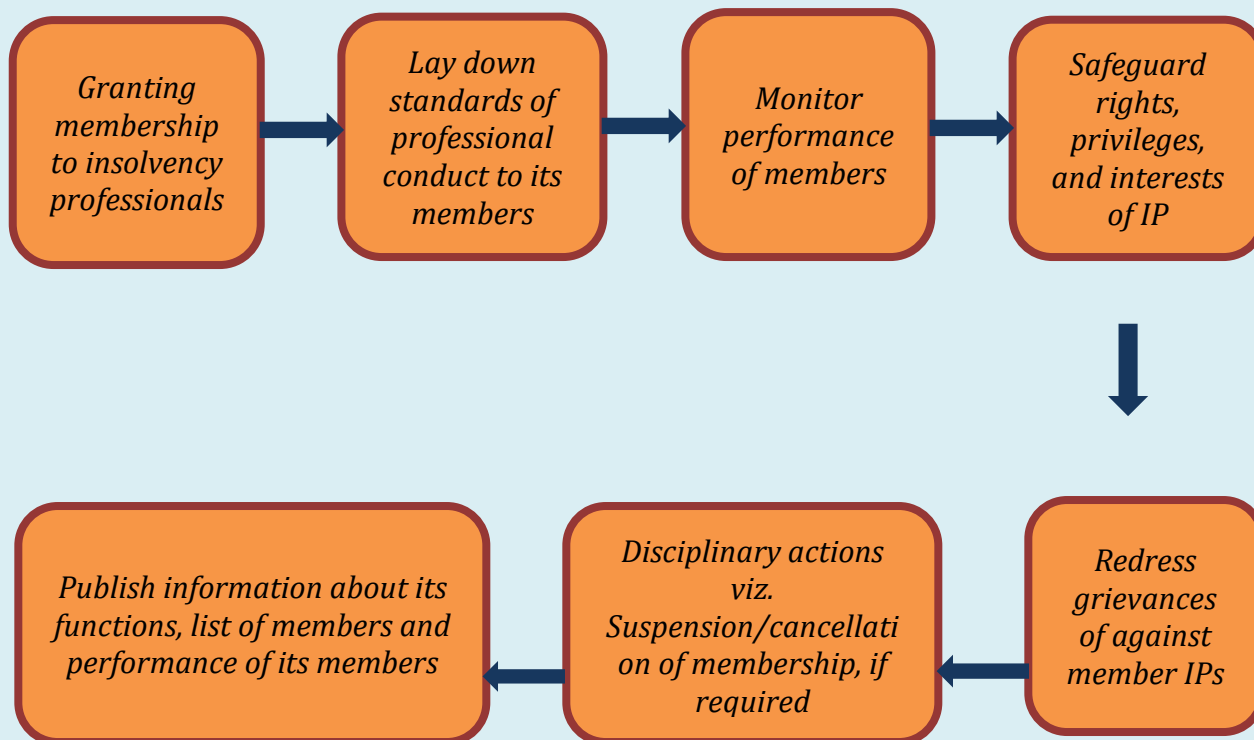 Granting
membership
to insolvency
professionals
Lay down
standards of
professional
conduct to its
members
Monitor
performance
of members
Safeguard
rights,
privileges,
and interests
of IP
Redress
grievances
of against
member IPs
Disciplinary actions
viz.
Suspension/cancellati
on of membership, if
required
Publish information about its
functions, list of members and
performance of its members